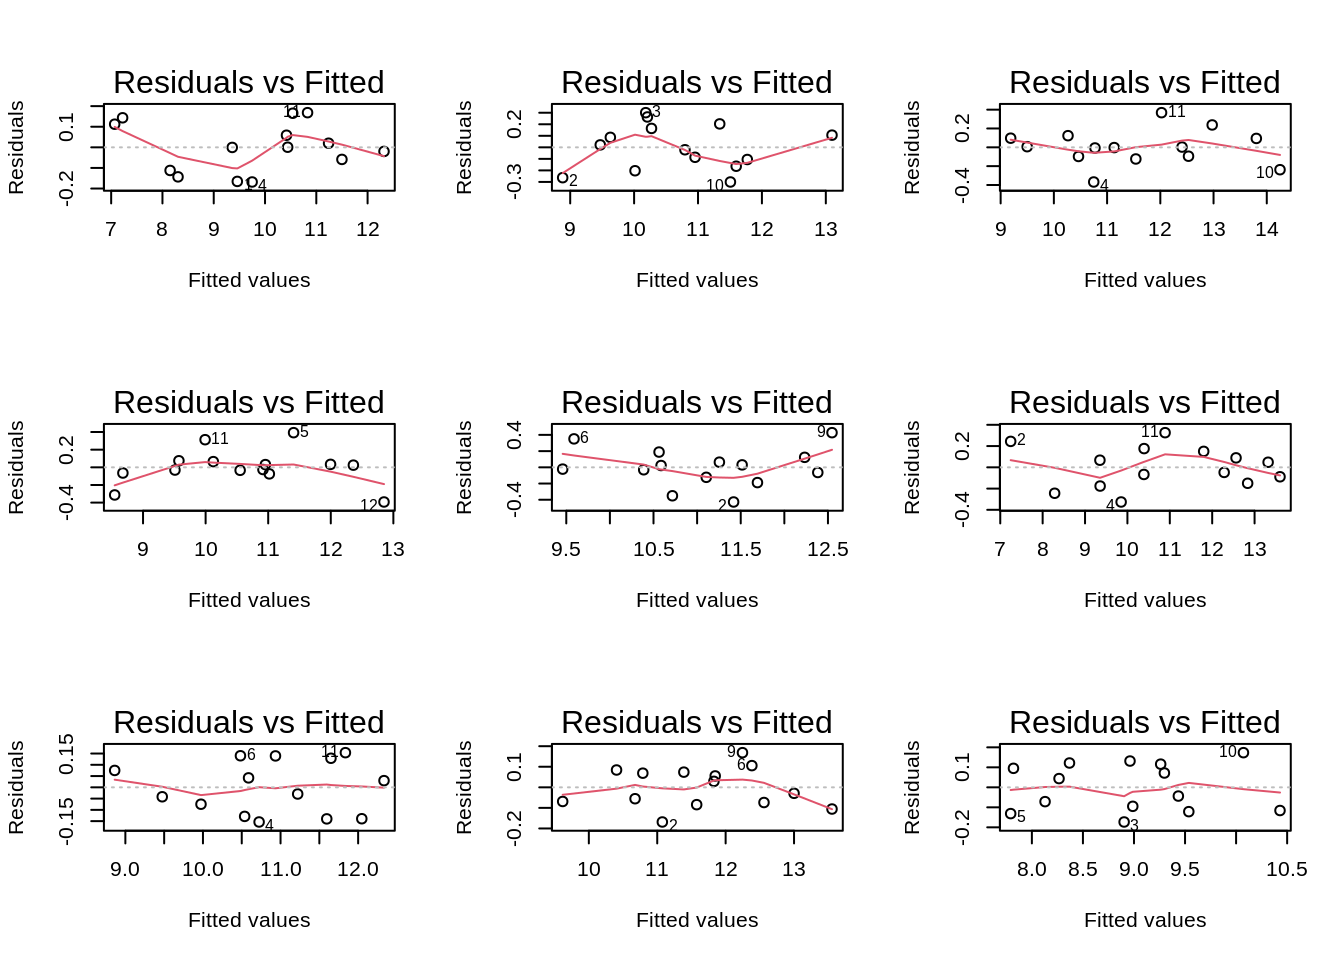 Residuals vs Fitted
Residuals
0.1
-0.2
11
1
4
7 8 9 10 11 12
Fitted values
Residuals vs Fitted
Residuals
0.2
-0.3
3
2
10
9 10 11 12 13
Fitted values
Residuals vs Fitted
Residuals
0.2
-0.4
11
4
10
9 10 11 12 13 14
Fitted values
Residuals vs Fitted
Residuals
0.2
-0.4
11
5
12
9 10 11 12 13
Fitted values
Residuals vs Fitted
Residuals
0.4
-0.4
6
9
2
9.5 10.5 11.5 12.5
Fitted values
Residuals vs Fitted
Residuals
0.2
-0.4
2
11
4
7 8 9 10 11 12 13
Fitted values
Residuals vs Fitted
Residuals
0.15
-0.15
6
11
4
9.0 10.0 11.0 12.0
Fitted values
Residuals vs Fitted
Residuals
0.1
-0.2
9
6
2
10 11 12 13
Fitted values
Residuals vs Fitted
Residuals
0.1
-0.2
10
5
3
8.0 8.5 9.0 9.5 10.5
Fitted values